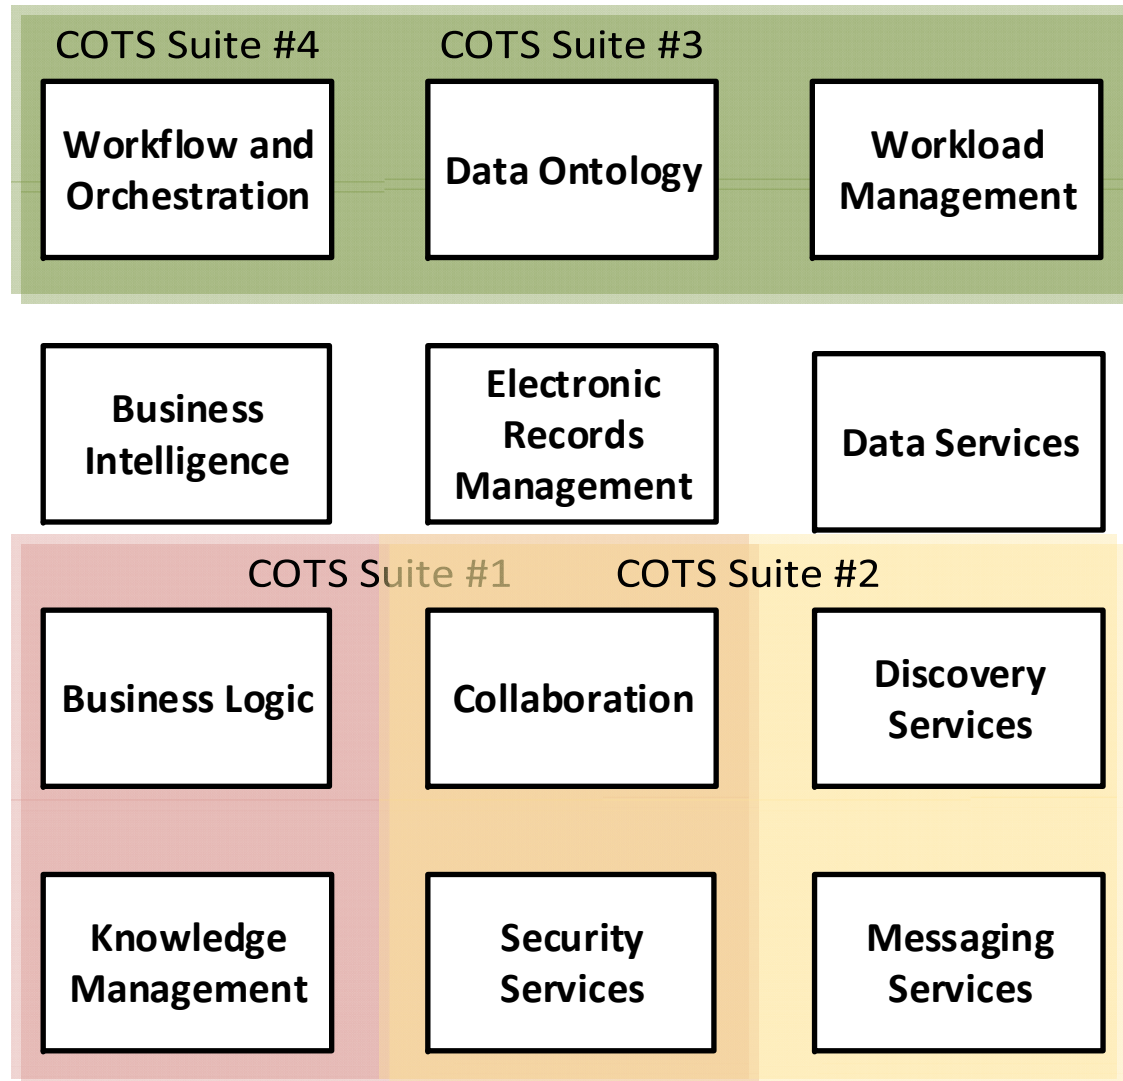 COTS Suite #4
COTS Suite #3
Workflow and
Orchestration
Data Ontology
Workload
Management
Business
Intelligence
Electronic
Records
Management
Data Services
COTS Suite #1
COTS Suite #2
Business Logic
Collaboration
Discovery
Services
Knowledge
Management
Security
Services
Messaging
Services